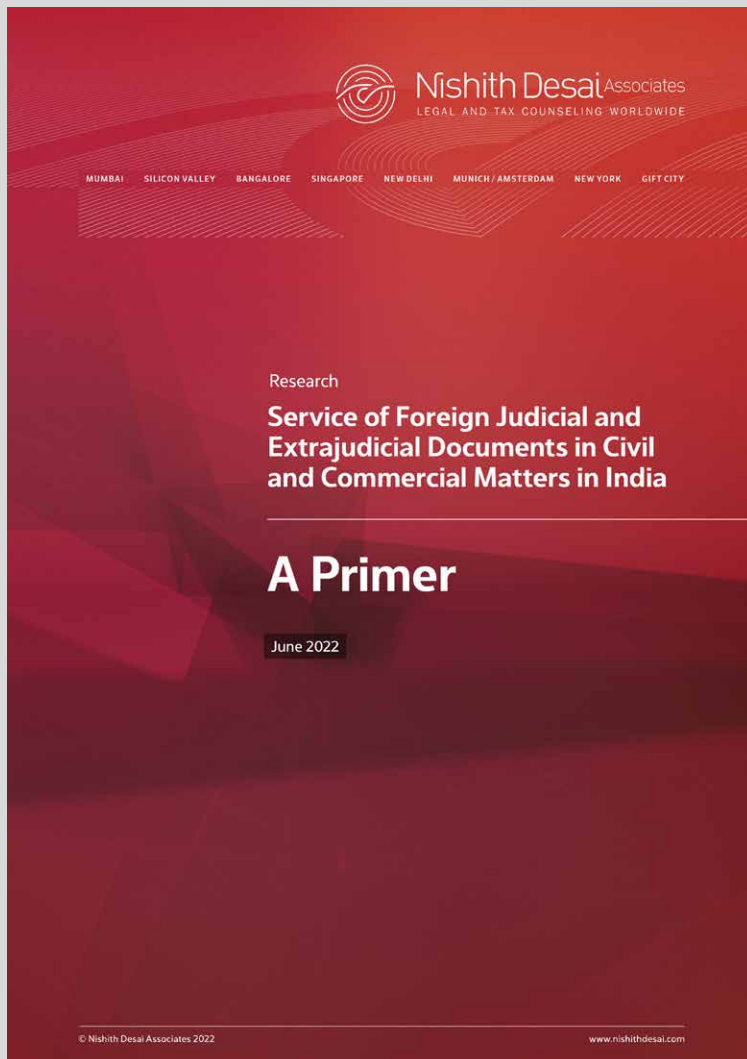 Nishith Desai Associates
LEGAL AND TAX COUNSELING WORLDWIDE
MUMBAI SILICON VALLEY BANGALORE SINGAPORE NEW DELHI MUNICH / AMSTERDAM NEW YORK GIFT CITY
Research
Service of Foreign Judicial and
Extrajudicial Documents in Civil
and Commercial Matters in India
A Primer
June 2022
© Nishith Desai Associates 2022 www.nishithdesai.com